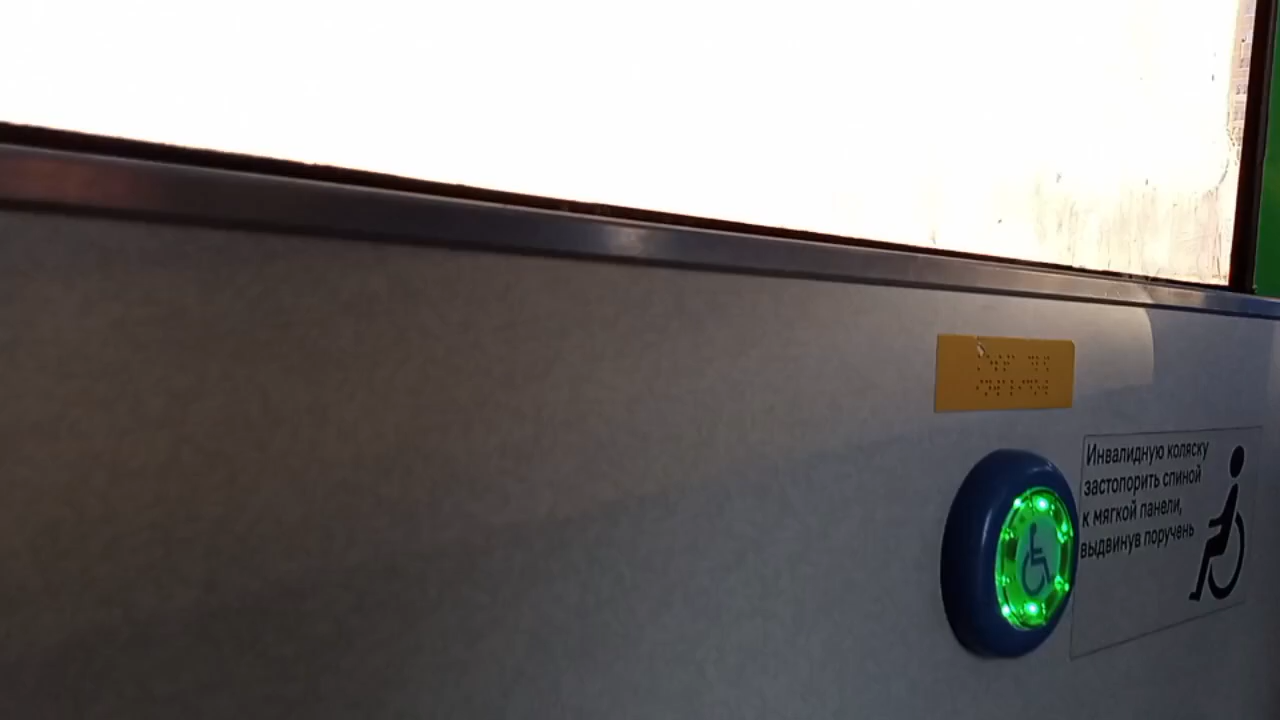 Инвалидную коляску
застопорить спиной
к мягкой панели,
выдвинув поручень